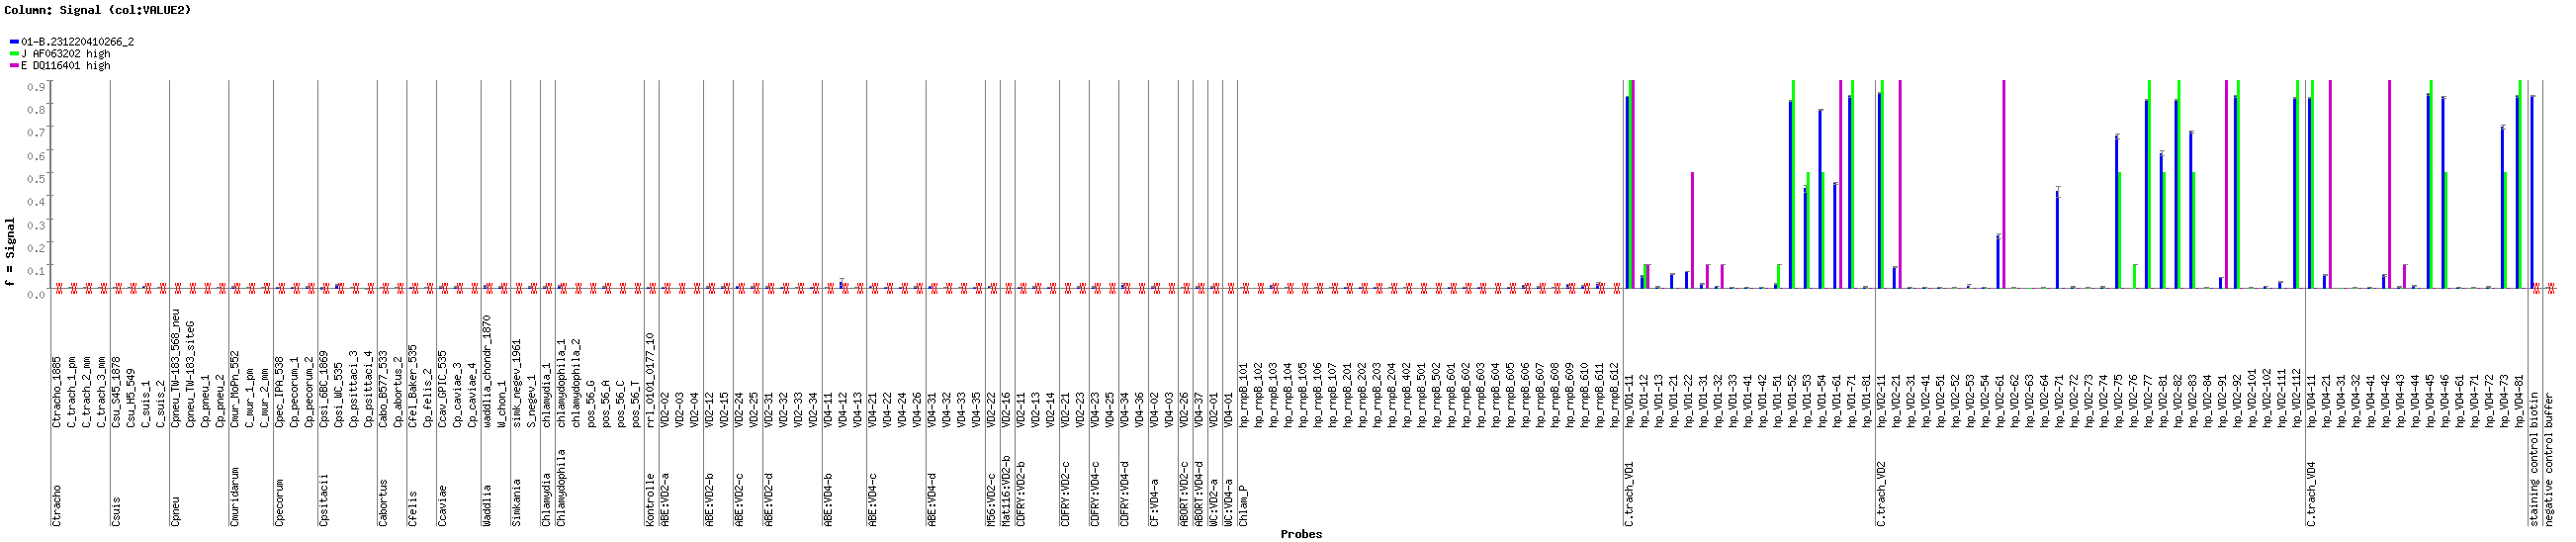 Column: Signal (col:VALUE2)
01-B.231220410266_2
J AF063202 high
E DQ116401 high
f = Signal
0.9
0.8
0.7
0.6
0.5
0.4
0.3
0.2
0.1
0.0
Ctracho_1885
C_trach_1_pm
C_trach_2_mm
C_trach_3_mm
Csu_S45_1878
Csu_H5_549
C_suis_1
C_suis_2
Cpneu_TW-183_568_neu
Cpneu_TW-183_siteG
Cp_pneu_1
Cp_pneu_2
Cmur_MoPn_552
C_mur_1_pm
C_mur_2_mm
Cpec_IPA_538
Cp_pecorum_1
Cp_pecorum_2
Cpsi_6BC_1869
Cpsi_WC_535
Cp_psittaci_3
Cp_psittaci_4
Cabo_B577_533
Cp_abortus_2
Cfel_Baker_535
Cp_felis_2
Ccav_GPIC_535
Cp_caviae_3
Cp_caviae_4
waddlia_chondr_1870
W_chon_1
simk_negev_1961
S_negev_1
chlamydia_1
chlamydophila_1
chlamydophila_2
pos_56_G
pos_56_A
pos_56_C
pos_56_T
rrl_0101_0177_10
VD2-02
VD2-03
VD2-04
VD2-12
VD2-15
VD2-24
VD2-25
VD2-31
VD2-32
VD2-33
VD2-34
VD4-11
VD4-12
VD4-13
VD4-21
VD4-22
VD4-24
VD4-26
VD4-31
VD4-32
VD4-33
VD4-35
VD2-22
VD2-16
VD2-11
VD2-13
VD2-14
VD2-21
VD2-23
VD4-23
VD4-25
VD4-34
VD4-36
VD4-02
VD4-03
VD2-26
VD4-37
VD2-01
VD4-01
hp_rnpB_101
hp_rnpB_102
hp_rnpB_103
hp_rnpB_104
hp_rnpB_105
hp_rnpB_106
hp_rnpB_107
hp_rnpB_201
hp_rnpB_202
hp_rnpB_203
hp_rnpB_204
hp_rnpB_402
hp_rnpB_501
hp_rnpB_502
hp_rnpB_601
hp_rnpB_602
hp_rnpB_603
hp_rnpB_604
hp_rnpB_605
hp_rnpB_606
hp_rnpB_607
hp_rnpB_608
hp_rnpB_609
hp_rnpB_610
hp_rnpB_611
hp_rnpB_612
hp_VD1-11
hp_VD1-12
hp_VD1-13
hp_VD1-21
hp_VD1-22
hp_VD1-31
hp_VD1-32
hp_VD1-33
hp_VD1-41
hp_VD1-42
hp_VD1-51
hp_VD1-52
hp_VD1-53
hp_VD1-54
hp_VD1-61
hp_VD1-71
hp_VD1-81
hp_VD2-11
hp_VD2-21
hp_VD2-31
hp_VD2-41
hp_VD2-51
hp_VD2-52
hp_VD2-53
hp_VD2-54
hp_VD2-61
hp_VD2-62
hp_VD2-63
hp_VD2-64
hp_VD2-71
hp_VD2-72
hp_VD2-73
hp_VD2-74
hp_VD2-75
hp_VD2-76
hp_VD2-77
hp_VD2-81
hp_VD2-82
hp_VD2-83
hp_VD2-84
hp_VD2-91
hp_VD2-92
hp_VD2-101
hp_VD2-102
hp_VD2-111
hp_VD2-112
hp_VD4-11
hp_VD4-21
hp_VD4-31
hp_VD4-32
hp_VD4-41
hp_VD4-42
hp_VD4-43
hp_VD4-44
hp_VD4-45
hp_VD4-46
hp_VD4-61
hp_VD4-71
hp_VD4-72
hp_VD4-73
hp_VD4-81
staining control biotin
negative control buffer
Ctracho
Csuis
Cpneu
Cmuridarum
Cpecorum
Cpsitacii
Cabortus
Cfelis
Ccaviae
Waddlia
Simkania
Chlamydia
Chlamydophila
Kontrolle
ABE:VD2-a
ABE:VD2-b
ABE:VD2-c
ABE:VD2-d
ABE:VD4-b
ABE:VD4-c
ABE:VD4-d
M56:VD2-c
Mat116:VD2-b
COFRY:VD2-b
COFRY:VD2-c
COFRY:VD4-c
COFRY:VD4-d
CF:VD4-a
ABORT:VD2-c
ABORT:VD4-d
WC:VD2-a
WC:VD4-a
Chlam_P
C.trach_VD1
C.trach_VD2
C.trach_VD4
Probes